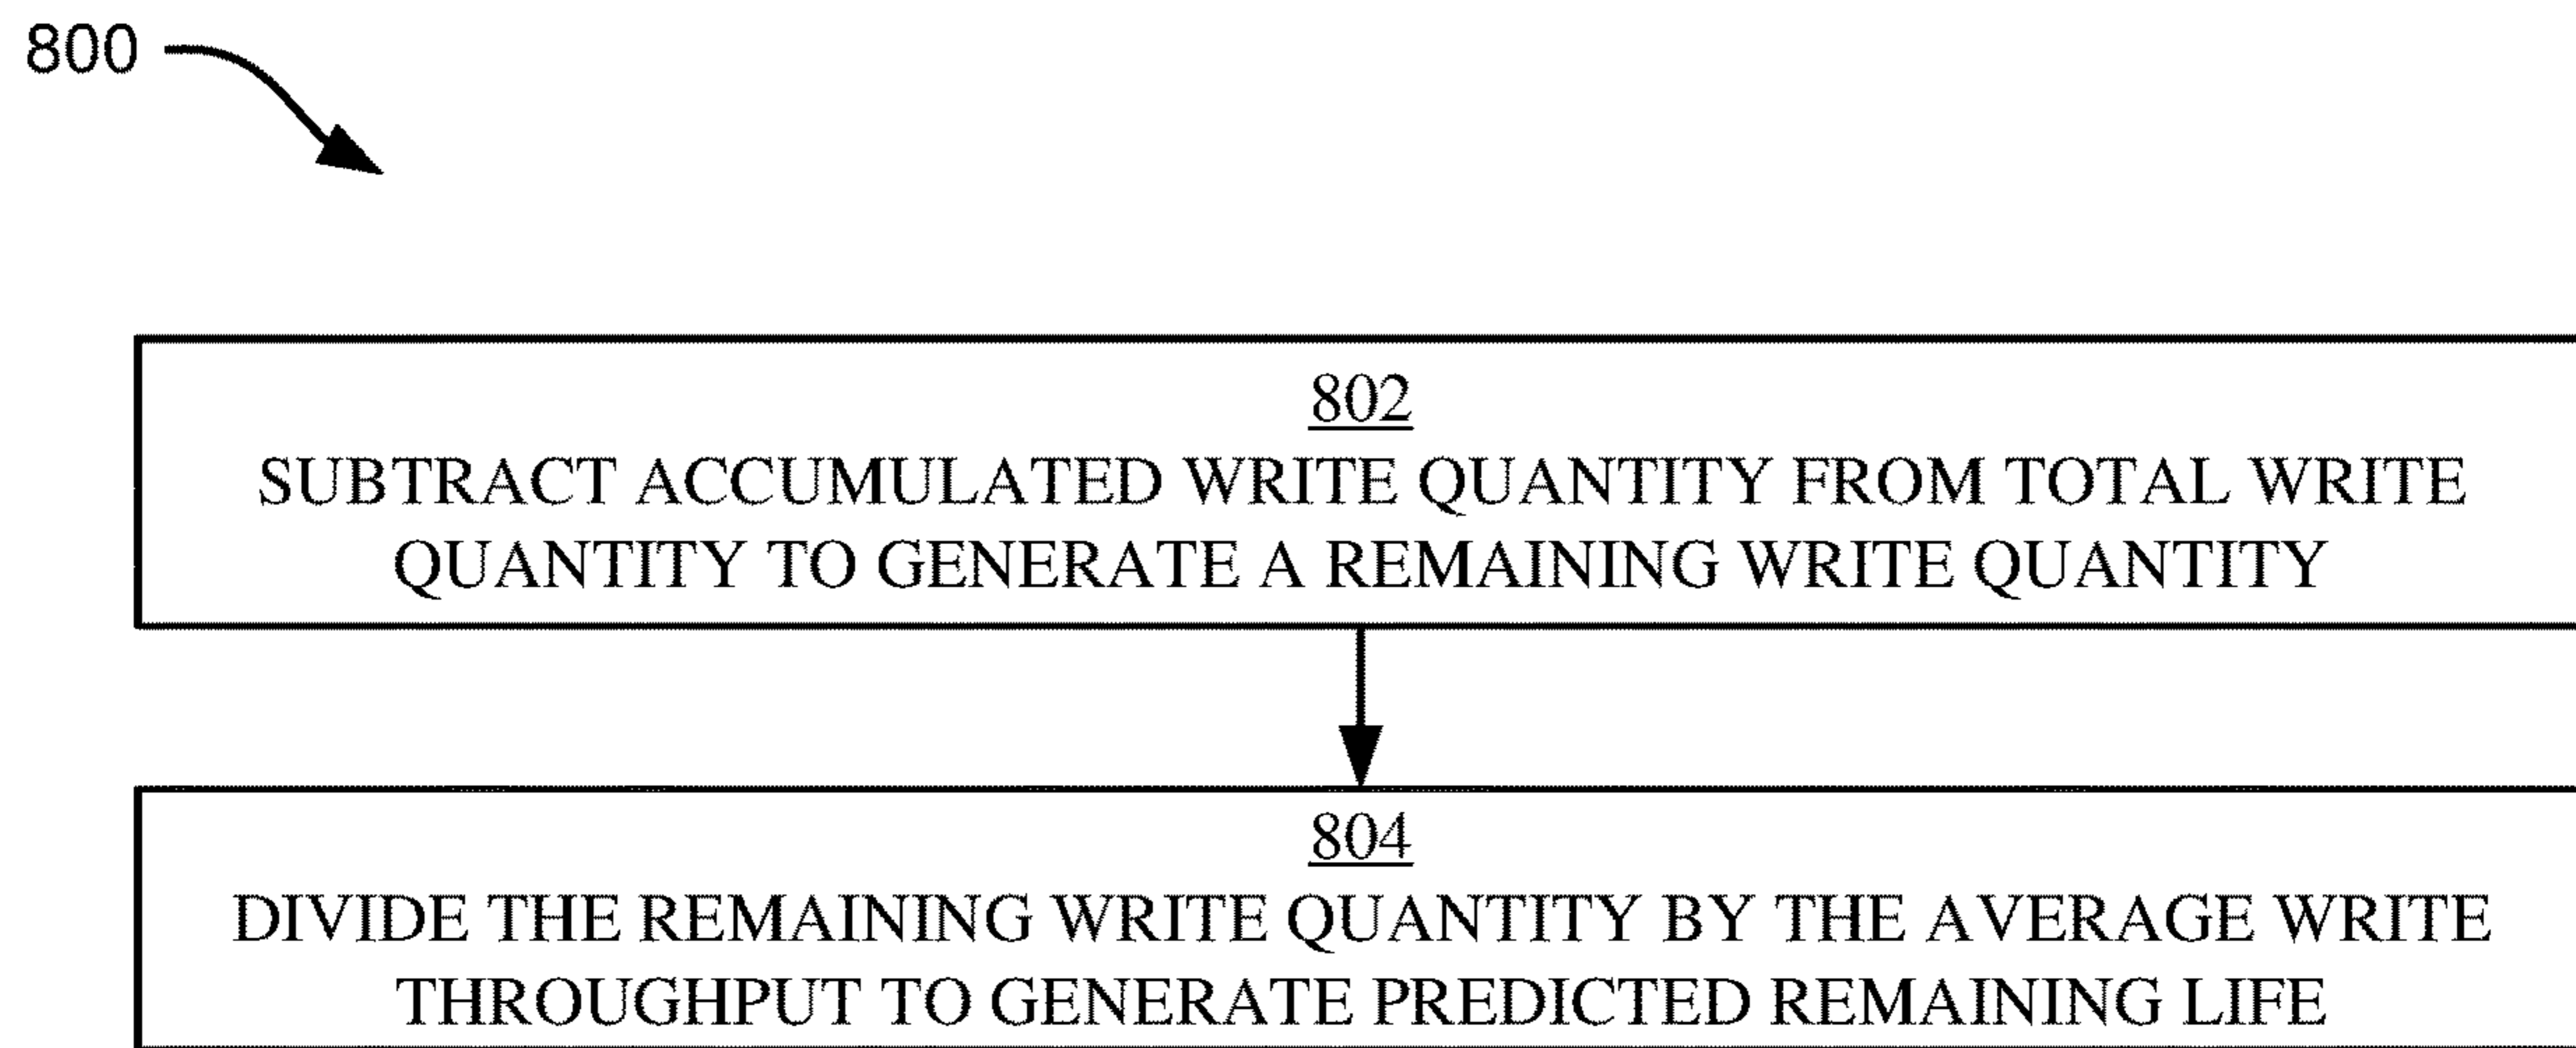 800
802
SUBTRACT ACCUMULATED WRITE QUANTITY FROM TOTAL WRITE
QUANTITY TO GENERATE A REMAINING WRITE QUANTITY
804
DIVIDE THE REMAINING WRITE QUANTITY BY THE AVERAGE WRITE
THROUGHPUT TO GENERATE PREDICTED REMAINING LIFE